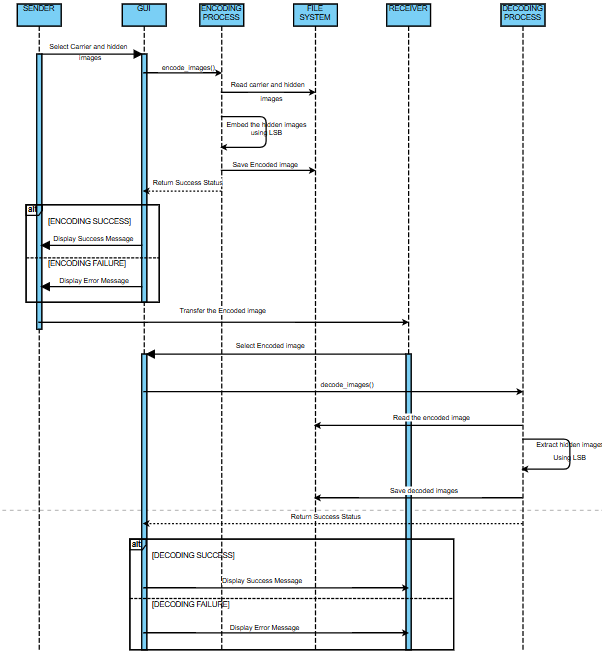 SENDER
GUI
ENCODING
PROCESS
FILE
SYSTEM
RECEIVER
DECODING
PROCESS
Select Carrier and hidden
images
encode_images()
Read carrier and hidden
images
Embed the hidden images
using LSB
Save Encoded image
Return Success Status
alt
[ENCODING SUCCESS]
Display Success Message
[ENCODING FAILURE]
Display Error Message
Transfer the Encoded image
Select Encoded image
decode_images()
Read the encoded image
Extract hidden images
Using LSB
Save decoded images
Return Success Status
alt
[DECODING SUCCESS]
Display Success Message
[DECODING FAILURE]
Display Error Message